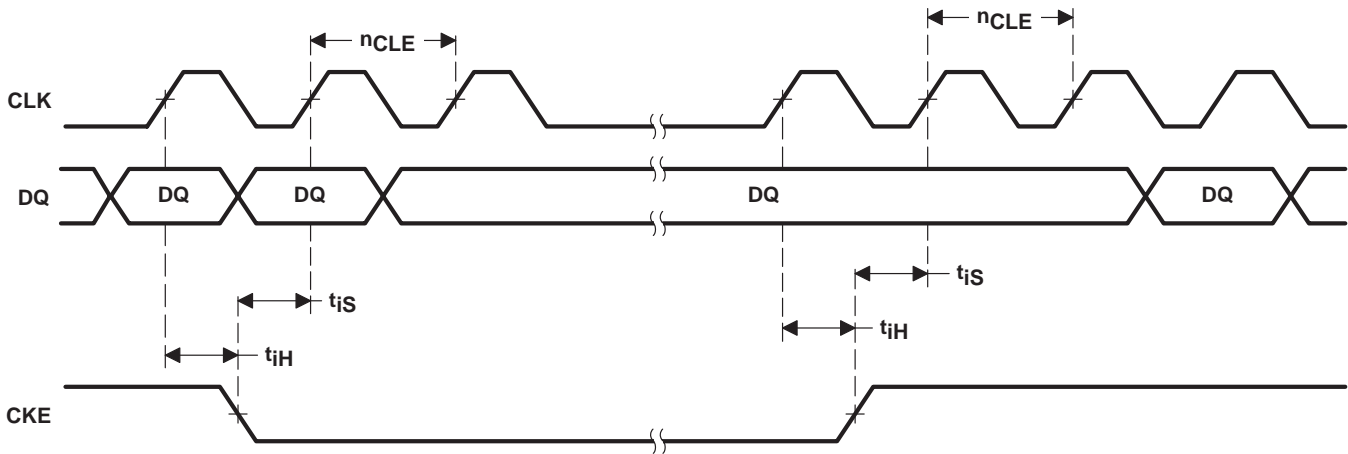 nCLE
nCLE
CLK
DQ
DQ
DQ
DQ
DQ
tiS
tiS
tiH
tiH
CKE